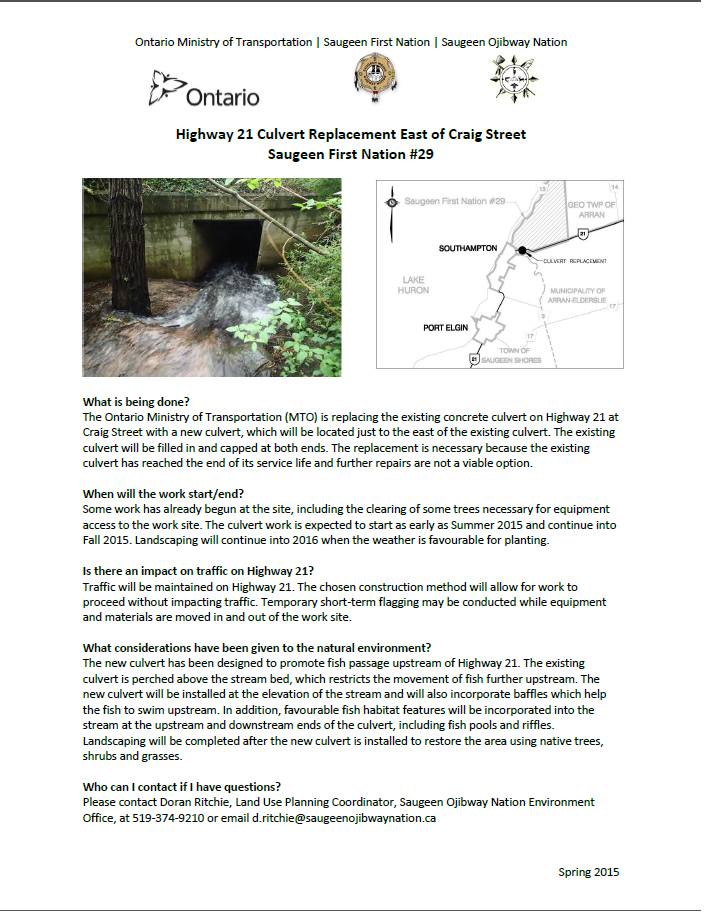 Ontario Ministry of Transportation | Saugeen First Nation | Saugeen Ojibway Nation
Ontario
Highway 21 Culvert Replacement East of Craig Street
Saugeen First Nation #29
Saugeen First Nation #29
13
14
GEO TWP OF
ARRAN
21
SOUTHAMPTON
CULVERT REPLACEMENT
LAKE
HURON
MUNICIPALITY OF
ARRAN-ELDERSLIE
17
3
PORT ELGIN
17
TOWN OF
SAUGEEN SHORES
21
What is being done?
The Ontario Ministry of Transportation (MTO) is replacing the existing concrete culvert on Highway 21 at
Craig Street with a new culvert, which will be located just to the east of the existing culvert. The existing
culvert will be filled in and capped at both ends. The replacement is necessary because the existing
culvert has reached the end of its service life and further repairs are not a viable option.
When will the work start/end?
Some work has already begun at the site, including the clearing of some trees necessary for equipment
access to the work site. The culvert work is expected to start as early as Summer 2015 and continue into
Fall 2015. Landscaping will continue into 2016 when the weather is favourable for planting.
Is there an impact on traffic on Highway 21?
Traffic will be maintained on Highway 21. The chosen construction method will allow for work to
proceed without impacting traffic. Temporary short-term flagging may be conducted while equipment
and materials are moved in and out of the work site.
What considerations have been given to the natural environment?
The new culvert has been designed to promote fish passage upstream of Highway 21. The existing
culvert is perched above the stream bed, which restricts the movement of fish further upstream. The
new culvert will be installed at the elevation of the stream and will also incorporate baffles which help
the fish to swim upstream. In addition, favourable fish habitat features will be incorporated into the
stream at the upstream and downstream ends of the culvert, including fish pools and riffles.
Landscaping will be completed after the new culvert is installed to restore the area using native trees,
shrubs and grasses.
Who can I contact if I have questions?
Please contact Doran Ritchie, Land Use Planning Coordinator, Saugeen Ojibway Nation Environment
Office, at 519-374-9210 or email d.ritchie@saugeenojibwaynation.ca
Spring 2015